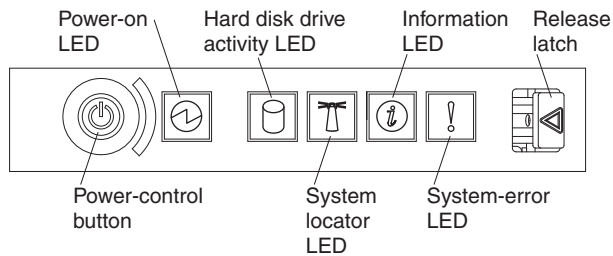 Power-on
LED
Hard disk drive
activity LED
Information
LED
Release
latch
i
!
Power-control
button
System
locator
LED
System-error
LED